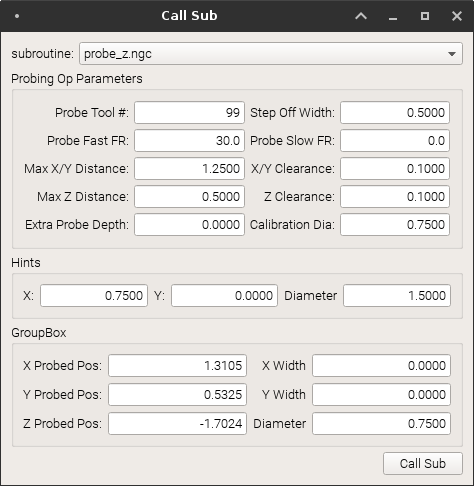 Call Sub
subroutine: probe_z.ngc
Probing Op Parameters
Probe Tool #: 99 Step Off Width: 0.5000
Probe Fast FR: 30.0 Probe Slow FR: 0.0
Max X/Y Distance: 1.2500 X/Y Clearance: 0.1000
Max Z Distance: 0.5000 Z Clearance: 0.1000
Extra Probe Depth: 0.0000 Calibration Dia: 0.7500
Hints
X: 0.7500 Y: 0.0000 Diameter 1.5000
GroupBox
X Probed Pos: 1.3105 X Width 0.0000
Y Probed Pos: 0.5325 Y Width 0.0000
Z Probed Pos: -1.7024 Diameter 0.7500
Call Sub